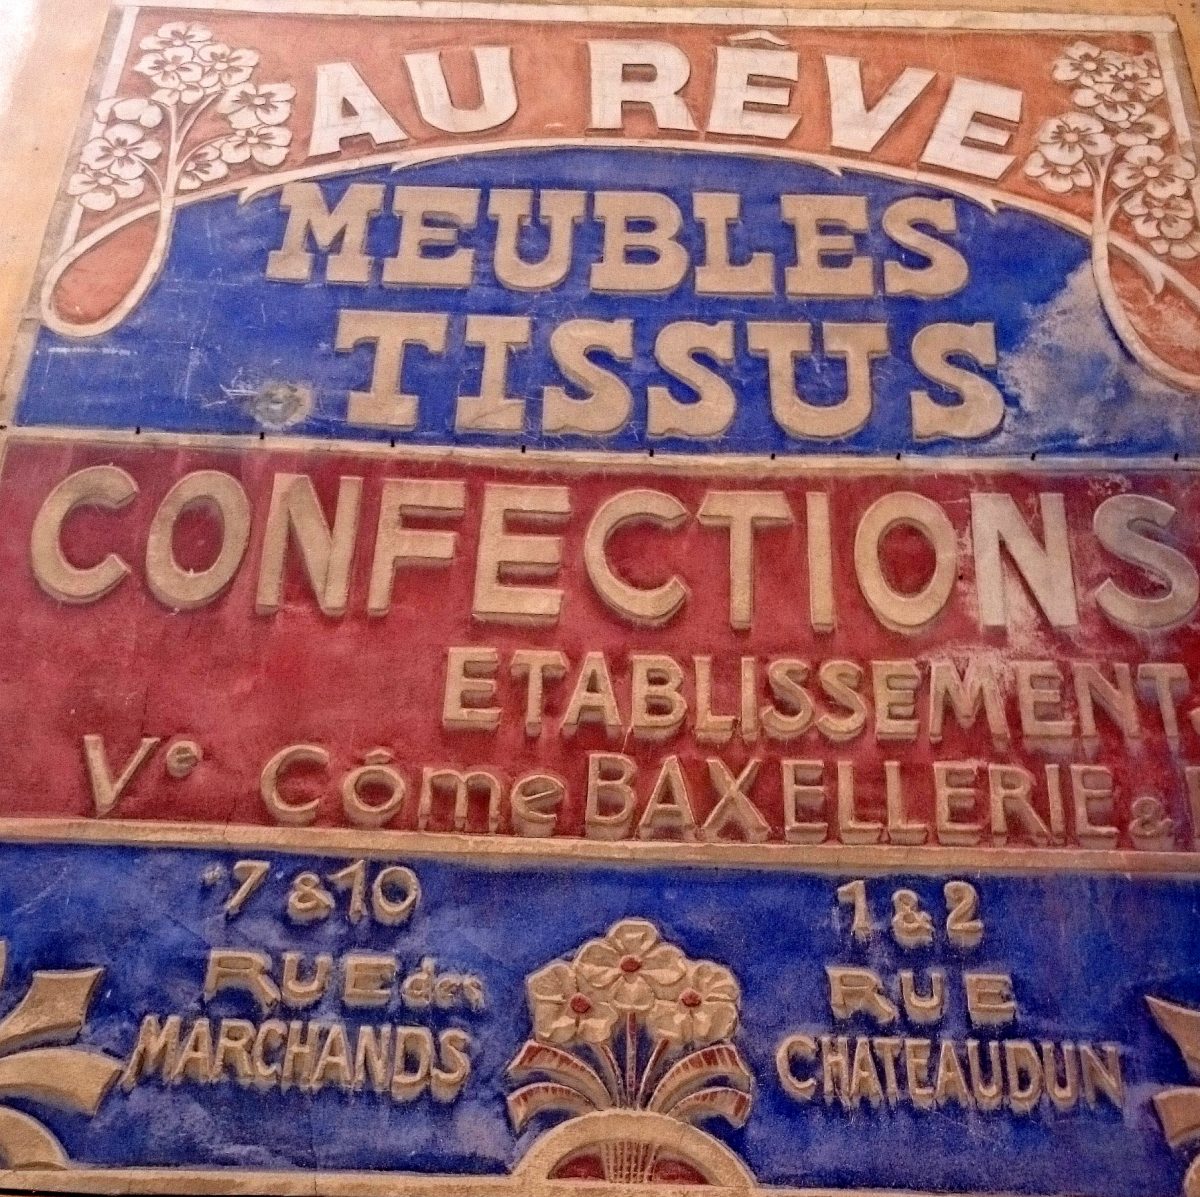 AU RÊVE
MEUBLES
TISSUS
CONFECTIONS
ETABLISSEMENT
Ve Côme BAXELLERIE &
7 & 10
RUE des
MARCHANDS
1 & 2
RUE
CHATEAUDUN